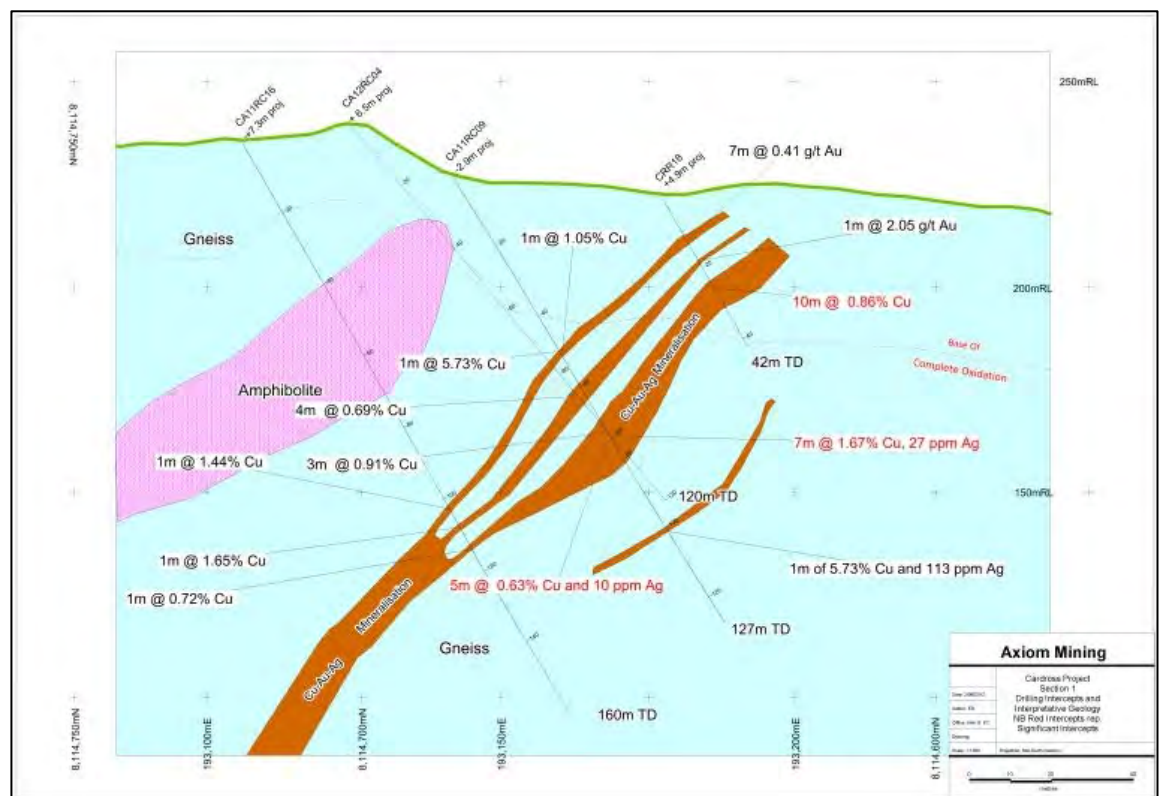 250mRL
8,114,750mN
CA11RC16
+7.3m proj
CA12RC04
+ 6.5m proj
CA11RC09
-2.9m proj
CRR18
+4.9m proj
7m @ 0.41 g/t Au
Gneiss
1m @ 1.05% Cu
1m @ 2.05 g/t Au
200mRL
10m @ 0.86% Cu
Base Of
Complete Oxidation
1m @ 5.73% Cu
42m TD
Amphibolite
Cu-Au-Ag Mineralisation
4m @ 0.69% Cu
7m @ 1.67% Cu, 27 ppm Ag
1m @ 1.44% Cu
3m @ 0.91% Cu
120m TD
150mRL
1m @ 1.65% Cu
1m of 5.73% Cu and 113 ppm Ag
1m @ 0.72% Cu
5m @ 0.63% Cu and 10 ppm Ag
127m TD
Gneiss
Cu-Au-Ag Mineralisation
160m TD
8,114,750mN
193,100mE
8,114,700mN
193,150mE
193,200mE
8,114,600mN
Axiom Mining
Cardross Project
Section 1
Drilling Intercepts and
Interpretative Geology
NB Red Intercepts rep.
Significant Intercepts